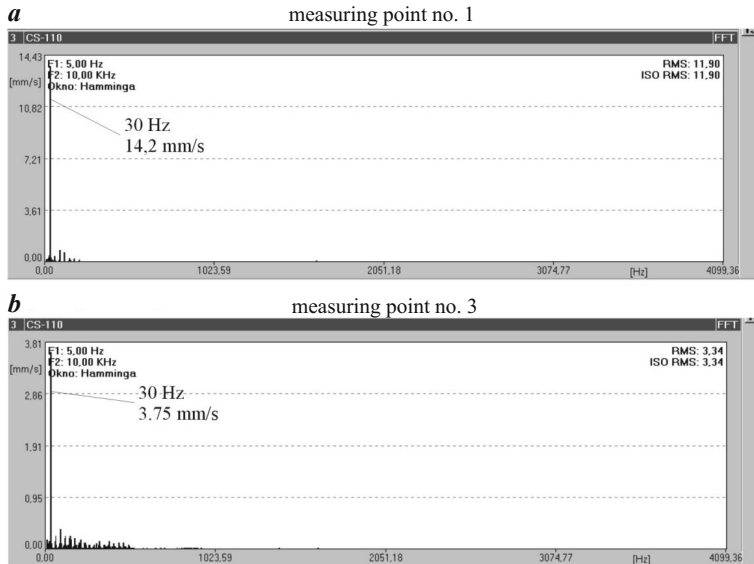 a
measuring point no. 1
3 CS-110 FFT
14,43
[mm/s]
10,82
7,21
3,61
0,00
F1: 5,00 Hz
F2: 10,00 KHz
Okno: Hamminga
RMS: 11,90
ISO RMS: 11,90
30 Hz
14,2 mm/s
0,00 1023,59 2051,18 3074,77 [Hz] 4099,36
b
measuring point no. 3
3 CS-110 FFT
3,81
[mm/s]
2,86
1,91
0,95
0,00
F1: 5,00 Hz
F2: 10,00 KHz
Okno: Hamminga
RMS: 3,34
ISO RMS: 3,34
30 Hz
3.75 mm/s
0,00 1023,59 2051,18 3074,77 [Hz] 4099,36